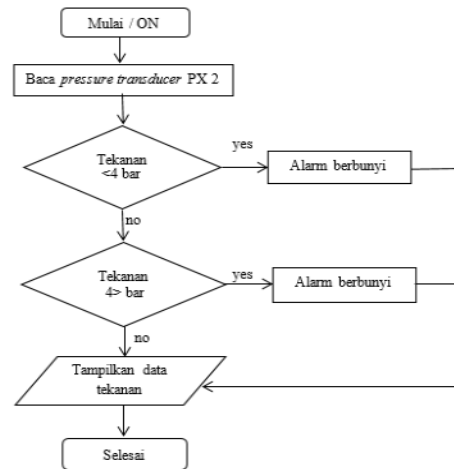 Mulai / ON
Baca pressure transducer PX 2
Tekanan
<4 bar
yes
Alarm berbunyi
no
Tekanan
4> bar
yes
Alarm berbunyi
no
Tampilkan data
tekanan
Selesai